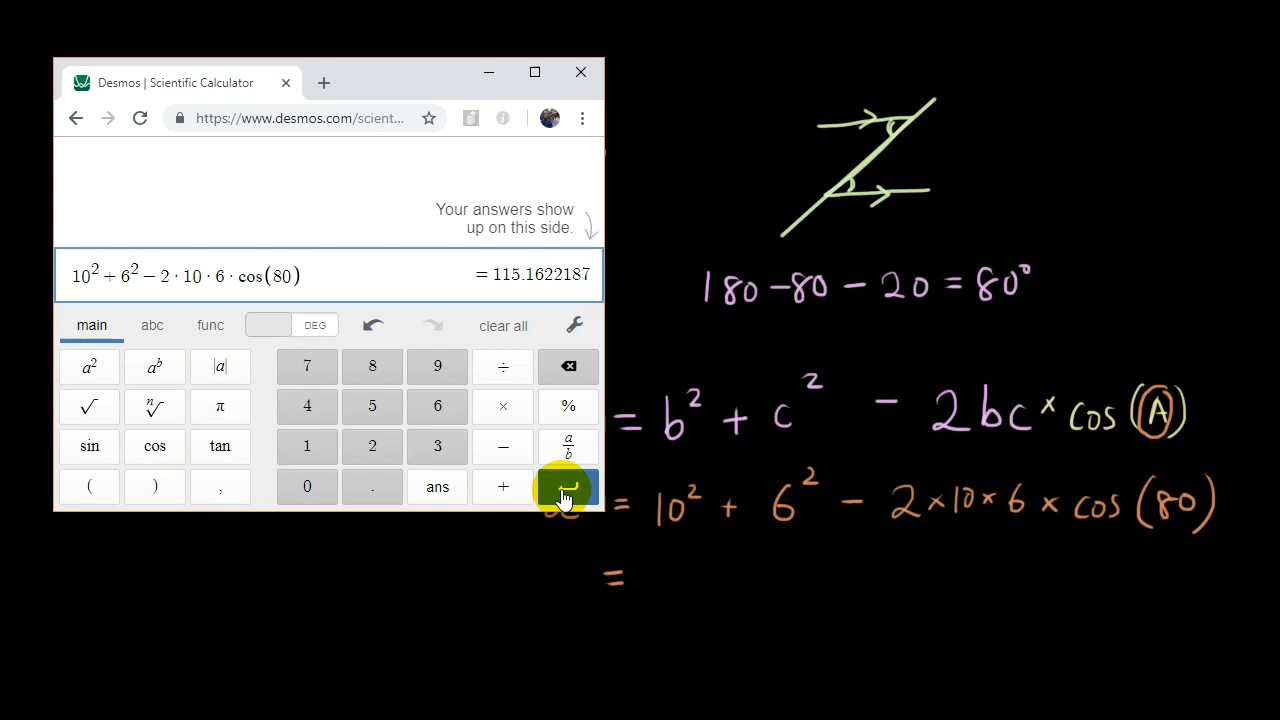 Desmos | Scientific Calculator
https://www.desmos.com/scient...
Your answers show
up on this side.
10² + 6² − 2 · 10 · 6 · cos(80) = 115.1622187
main abc func DEG clear all
a² aᵇ |a| 7 8 9 ÷
√ ⁿ√ π 4 5 6 × %
sin cos tan 1 2 3 − a/b
( ) , 0 . ans +
180 − 80 − 20 = 80°
= b² + c² − 2bc × cos(A)
= 10² + 6² − 2 × 10 × 6 × cos(80)
=